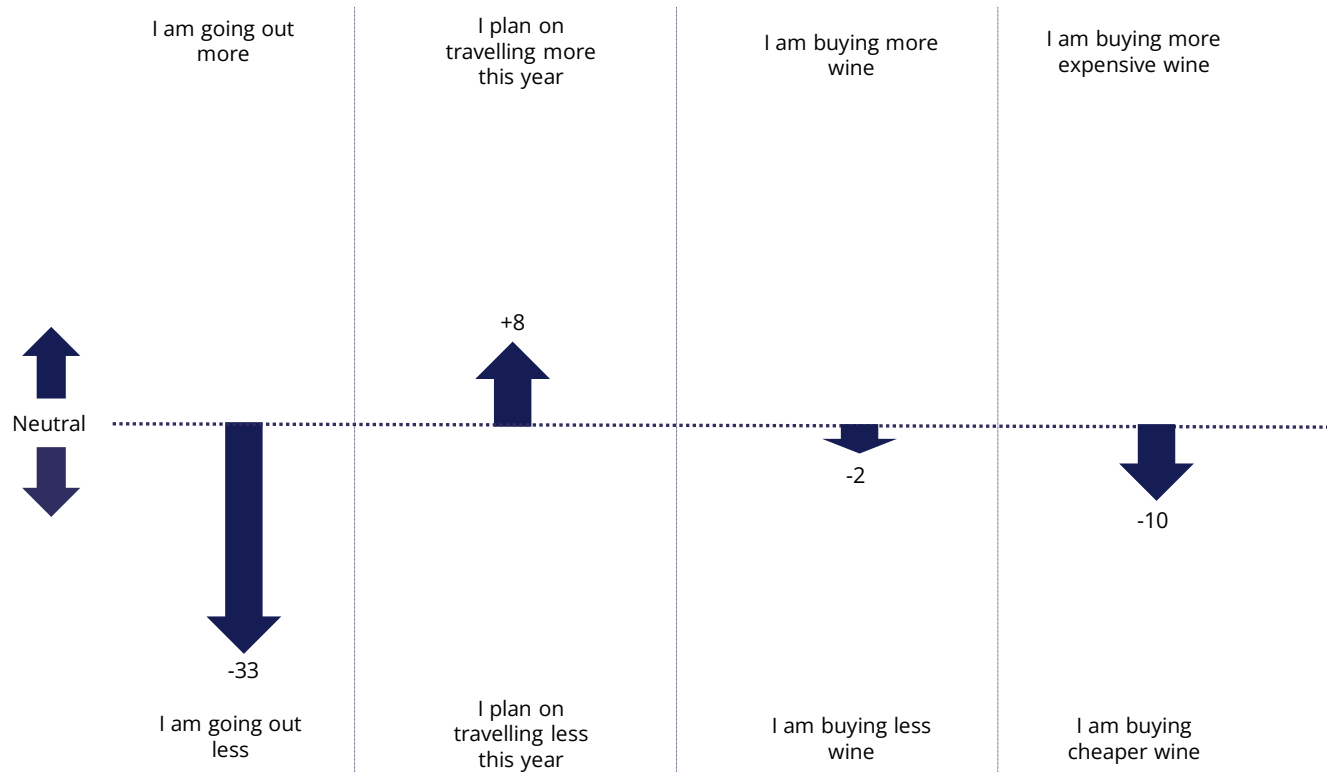 I am going out
more
I plan on
travelling more
this year
I am buying more
wine
I am buying more
expensive wine
+8
Neutral
-2
-10
-33
I am going out
less
I plan on
travelling less
this year
I am buying less
wine
I am buying
cheaper wine